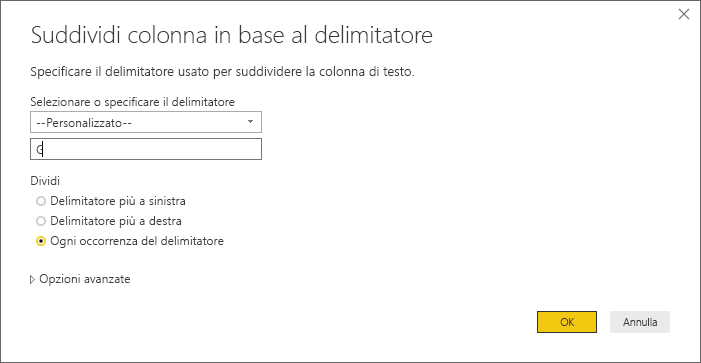 Suddividi colonna in base al delimitatore
Specificare il delimitatore usato per suddividere la colonna di testo.
Selezionare o specificare il delimitatore
--Personalizzato--
G
Dividi
Delimitatore più a sinistra
Delimitatore più a destra
Ogni occorrenza del delimitatore
Opzioni avanzate
OK Annulla